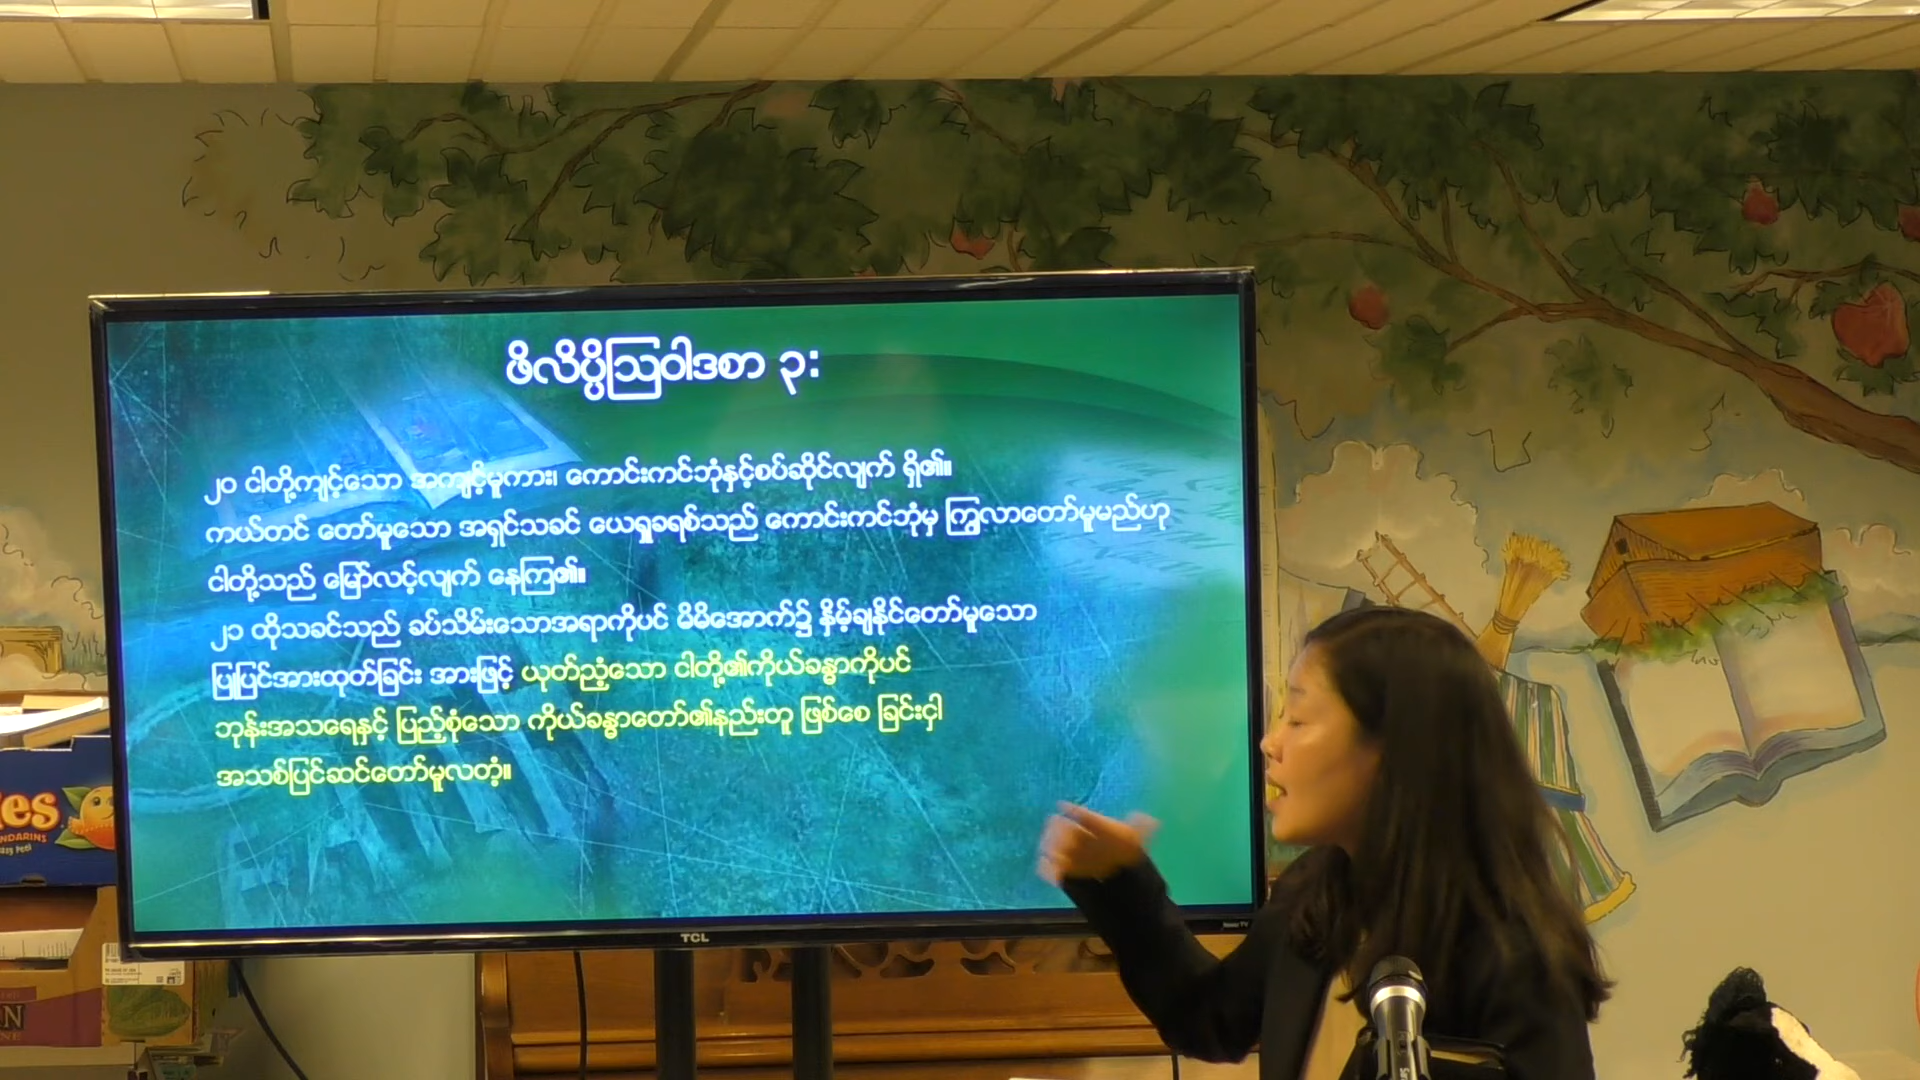 ဖိလိပ္ပိဩဝါဒစာ ၃:
၂၀ ငါတို့ကျင့်သော အကျင့်မူကား၊ ကောင်းကင်ဘုံနှင့်စပ်ဆိုင်လျက် ရှိ၏။
ကယ်တင် တော်မူသော အရှင်သခင် ယေရှုခရစ်သည် ကောင်းကင်ဘုံမှ ကြွလာတော်မူမည်ဟု
ငါတို့သည် မြော်လင့်လျက် နေကြ၏။
၂၁ ထိုသခင်သည် ခပ်သိမ်းသောအရာကိုပင် မိမိအောက်၌ နှိမ့်ချနိုင်တော်မူသော
ပြုပြင်အားထုတ်ခြင်း အားဖြင့် ယုတ်ညံ့သော ငါတို့၏ကိုယ်ခန္ဓာကိုပင်
ဘုန်းအသရေနှင့် ပြည့်စုံသော ကိုယ်ခန္ဓာတော်၏နည်းတူ ဖြစ်စေ ခြင်းငှါ
အသစ်ပြင်ဆင်တော်မူလတံ့။
TCL
ies
NDARINS